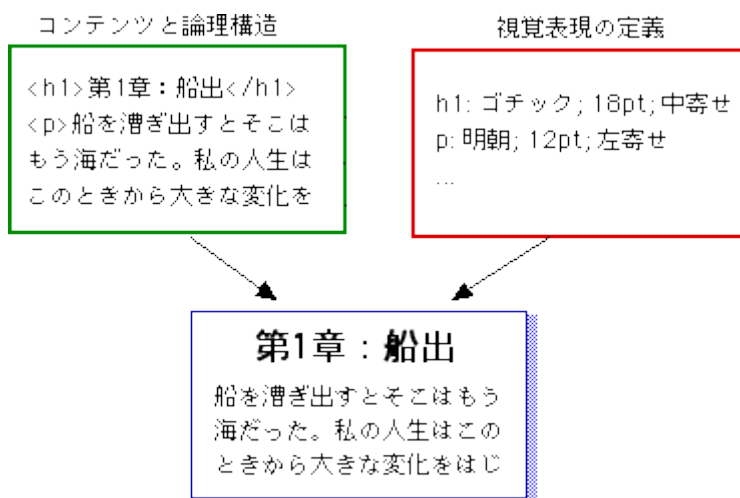 コンテンツと論理構造
<h1>第1章：船出</h1>
<p>船を漕ぎ出すとそこは
もう海だった。私の人生は
このときから大きな変化を
視覚表現の定義
h1: ゴチック; 18pt; 中寄せ
p: 明朝; 12pt; 左寄せ
...
第1章：船出
船を漕ぎ出すとそこはもう
海だった。私の人生はこの
ときから大きな変化をはじ